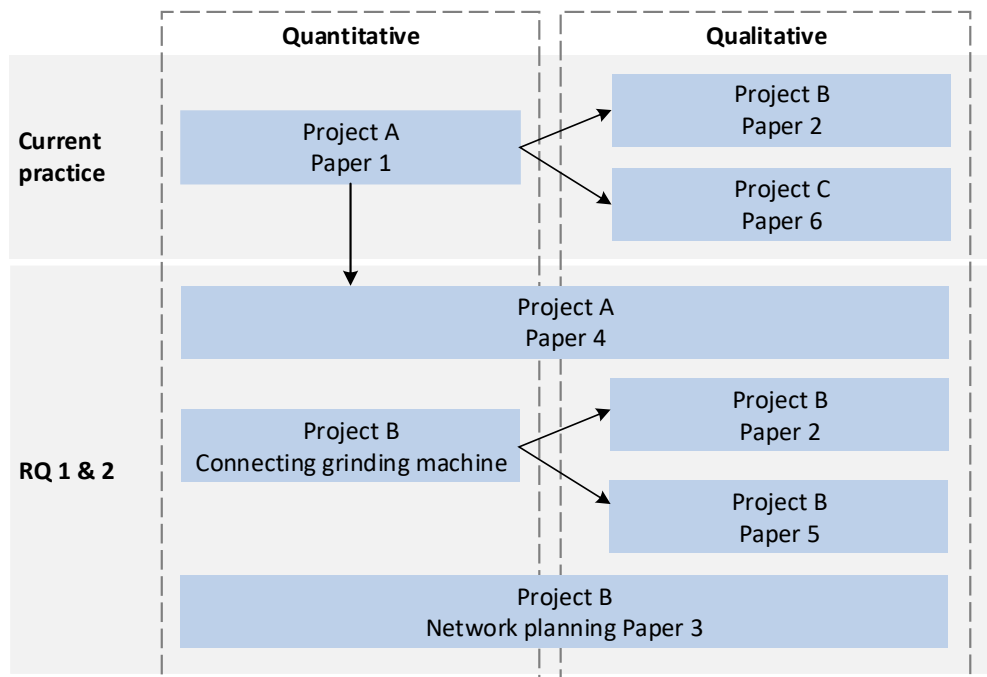 Quantitative
Qualitative
Current
practice
Project A
Paper 1
Project B
Paper 2
Project C
Paper 6
RQ 1 & 2
Project A
Paper 4
Project B
Connecting grinding machine
Project B
Paper 2
Project B
Paper 5
Project B
Network planning Paper 3